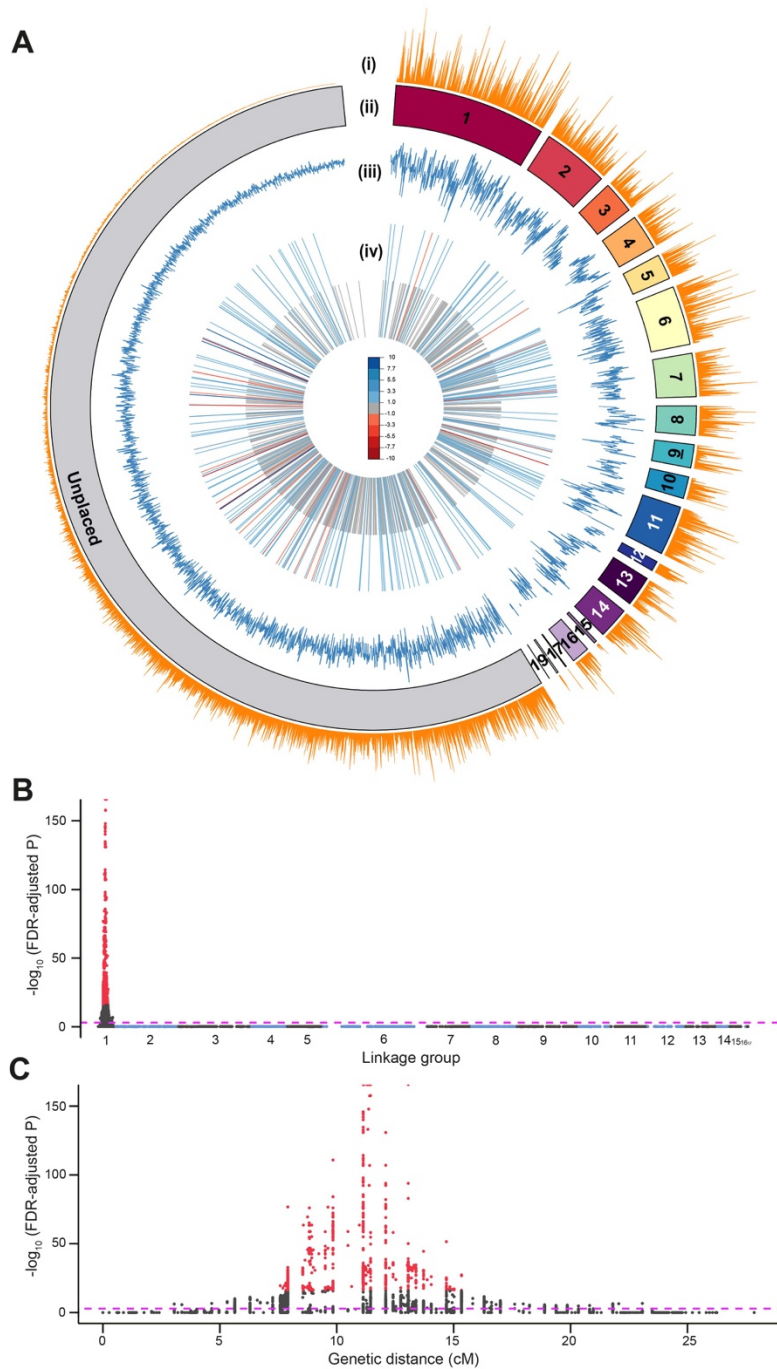 A
(i)
(ii)
(iii)
(iv)
1
2
3
4
5
6
7
8
9
10
11
12
13
14
15
16
17
19
Unplaced
10
7.7
5.5
3.3
1.0
-1.0
-3.3
-6.5
-7.7
-10
B
-log10 (FDR-adjusted P)
150
100
50
0
1 2 3 4 5 6 7 8 9 10 11 12 13 14 15 16
Linkage group
C
-log10 (FDR-adjusted P)
150
100
50
0
0 5 10 15 20 25
Genetic distance (cM)